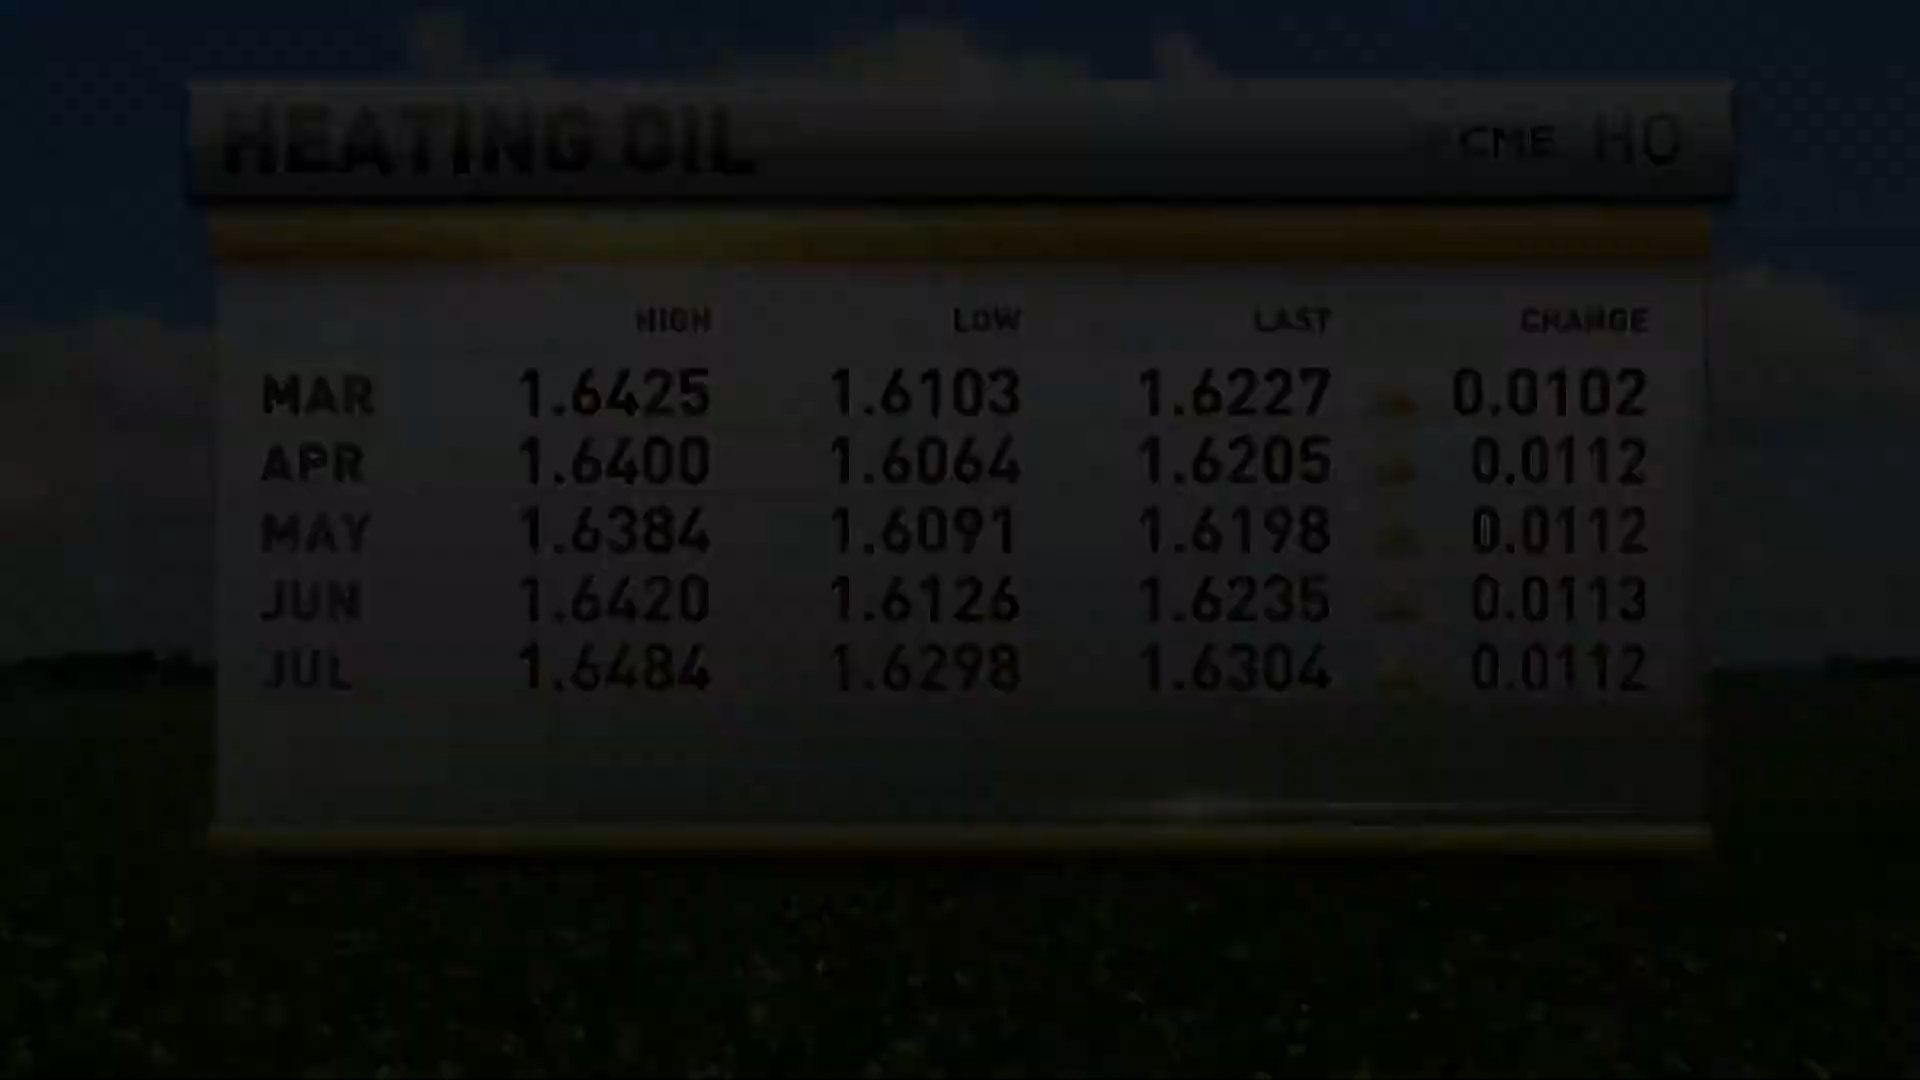 HEATING OIL CME HO
HIGH LOW LAST CHANGE
MAR 1.6425 1.6103 1.6227 0.0102
APR 1.6400 1.6064 1.6205 0.0112
MAY 1.6384 1.6091 1.6198 0.0112
JUN 1.6420 1.6126 1.6235 0.0113
JUL 1.6484 1.6298 1.6304 0.0112